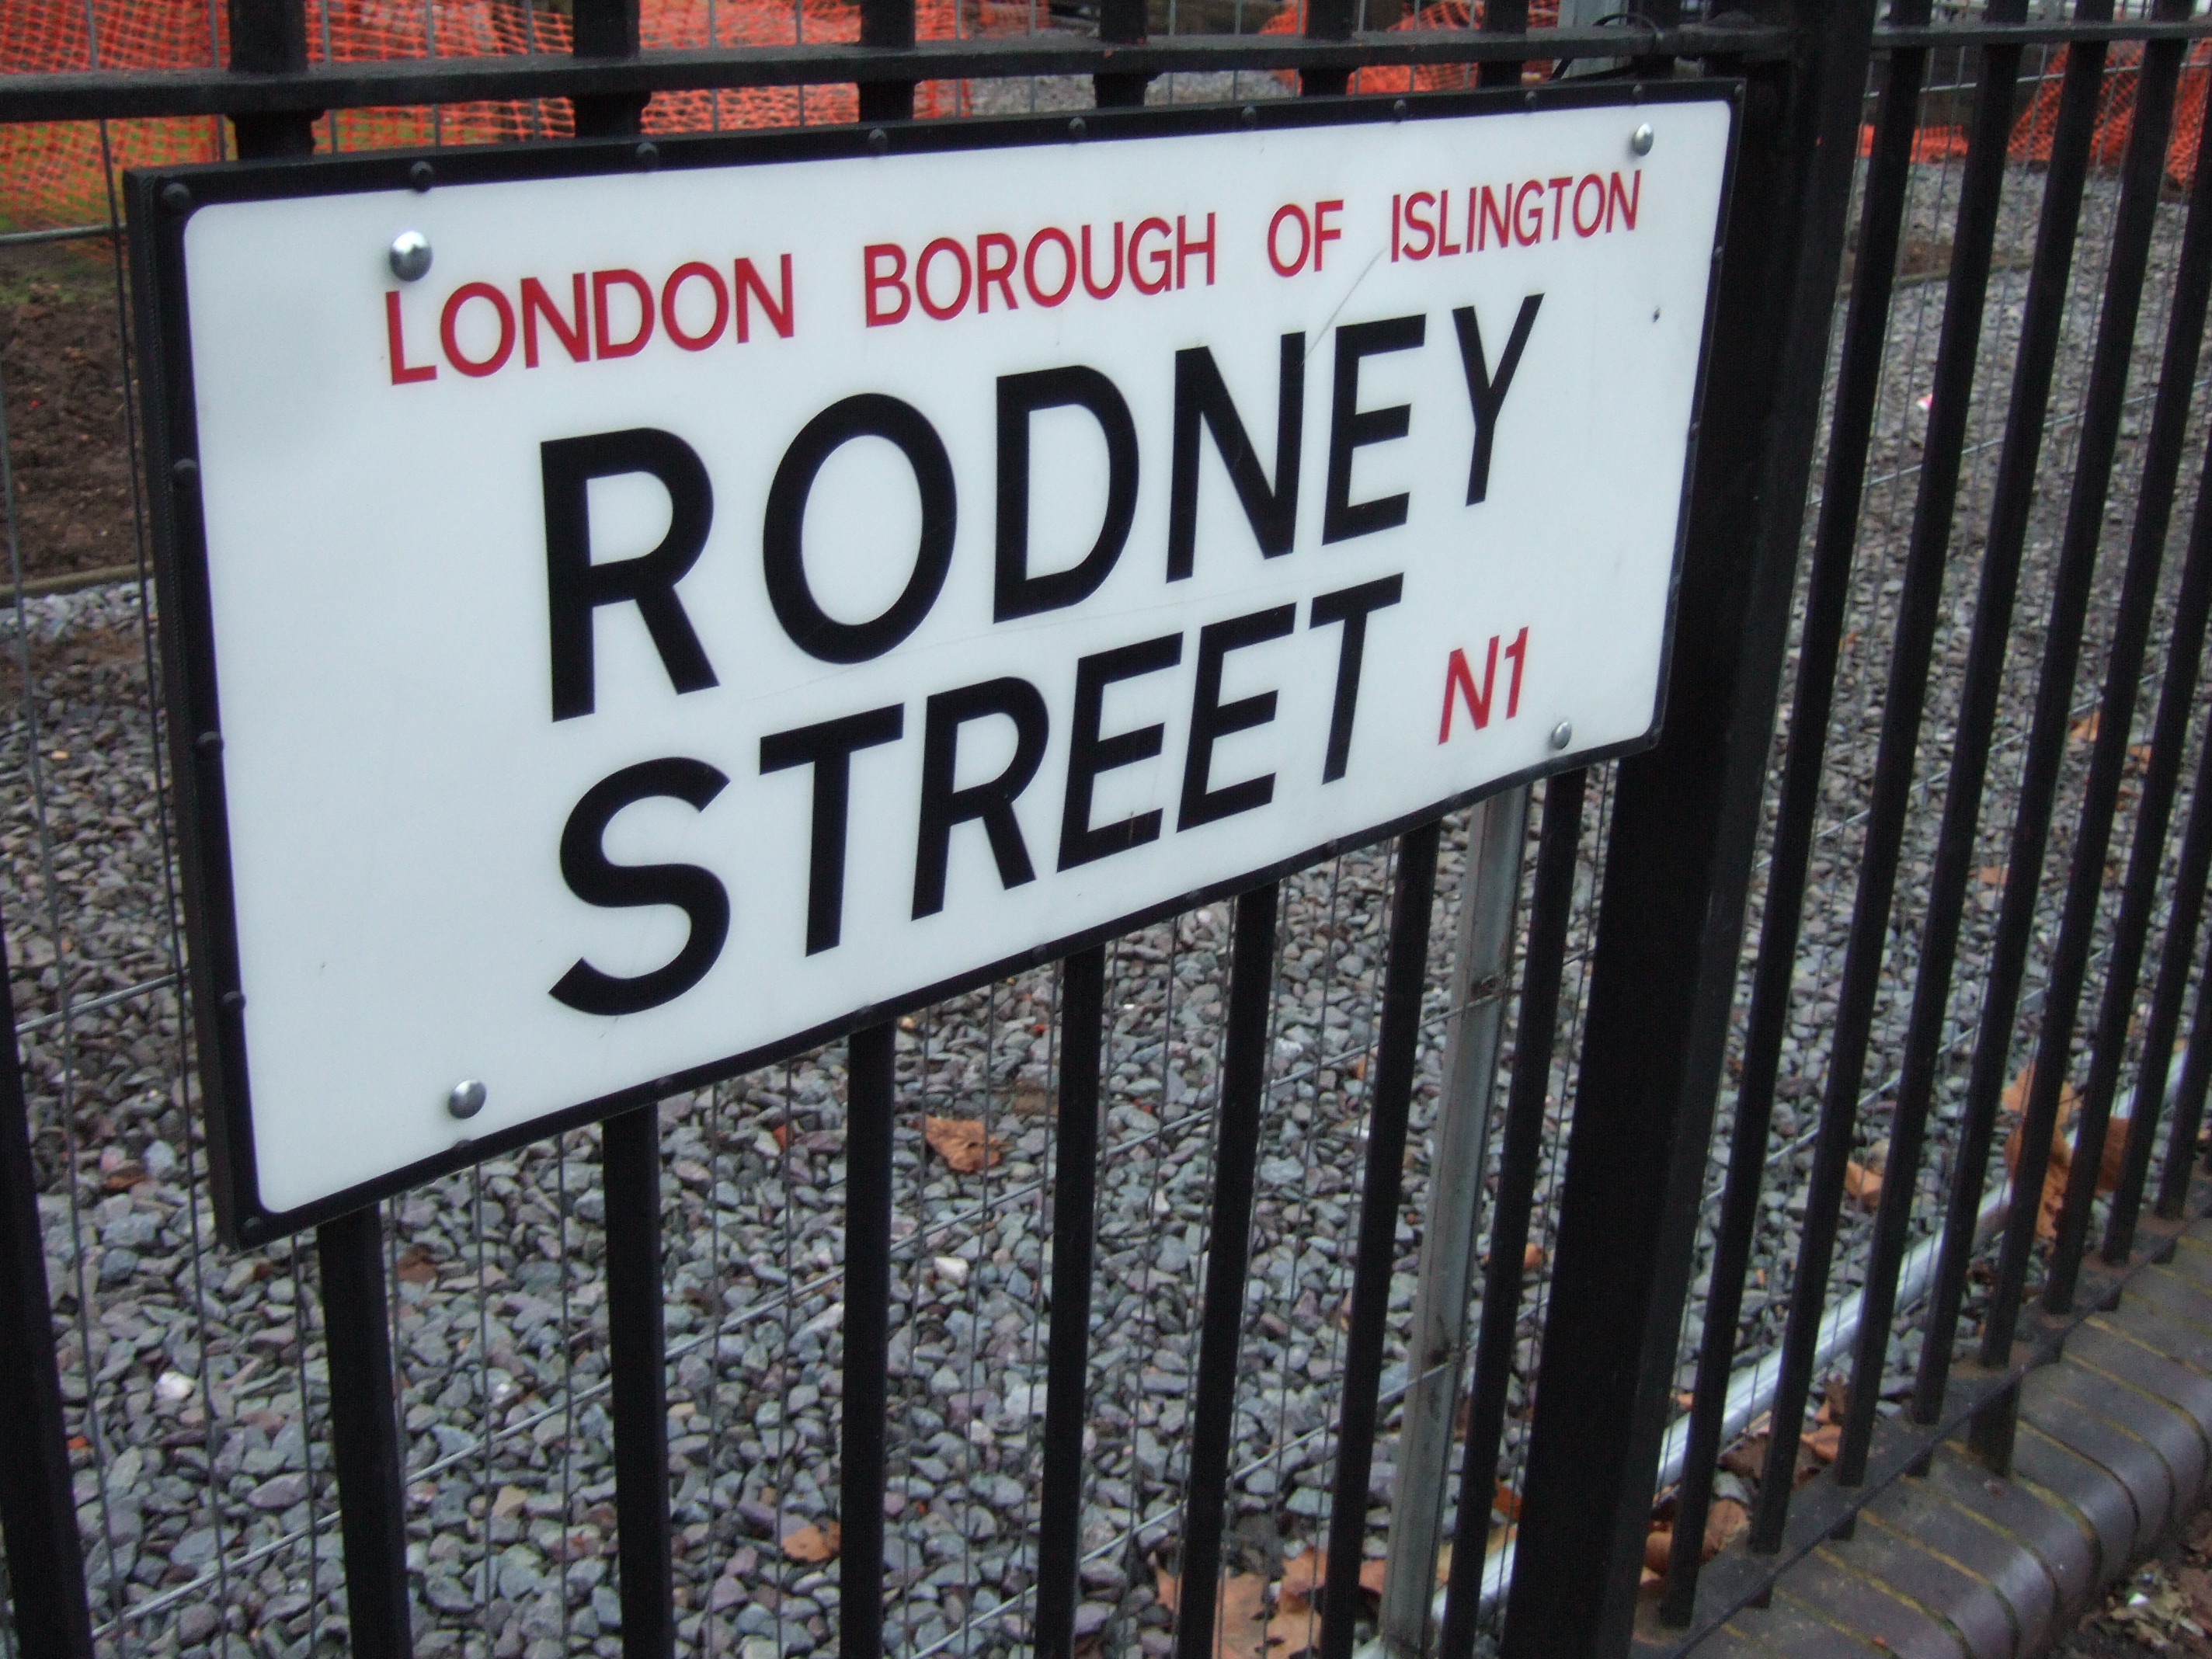 LONDON BOROUGH OF ISLINGTON
RODNEY
STREET N1